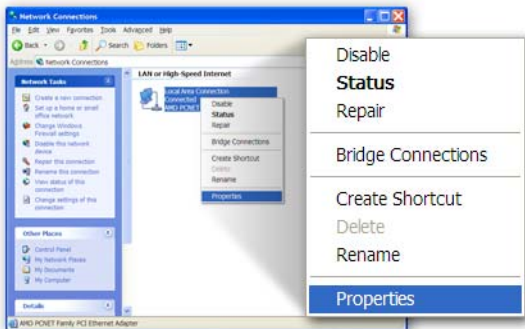 Network Connections
File Edit View Favorites Tools Advanced Help
Back Search Folders
Address Network Connections
Network Tasks
Create a new connection
Set up a home or small office network
Change Windows Firewall settings
Disable this network device
Repair this connection
Rename this connection
View status of this connection
Change settings of this connection
Other Places
Control Panel
My Network Places
My Documents
My Computer
Details
LAN or High-Speed Internet
Local Area Connection
Connected
AMD PCNET
Disable
Status
Repair
Bridge Connections
Create Shortcut
Delete
Rename
Properties
AMD PCNET Family PCI Ethernet Adapter
Disable
Status
Repair
Bridge Connections
Create Shortcut
Delete
Rename
Properties